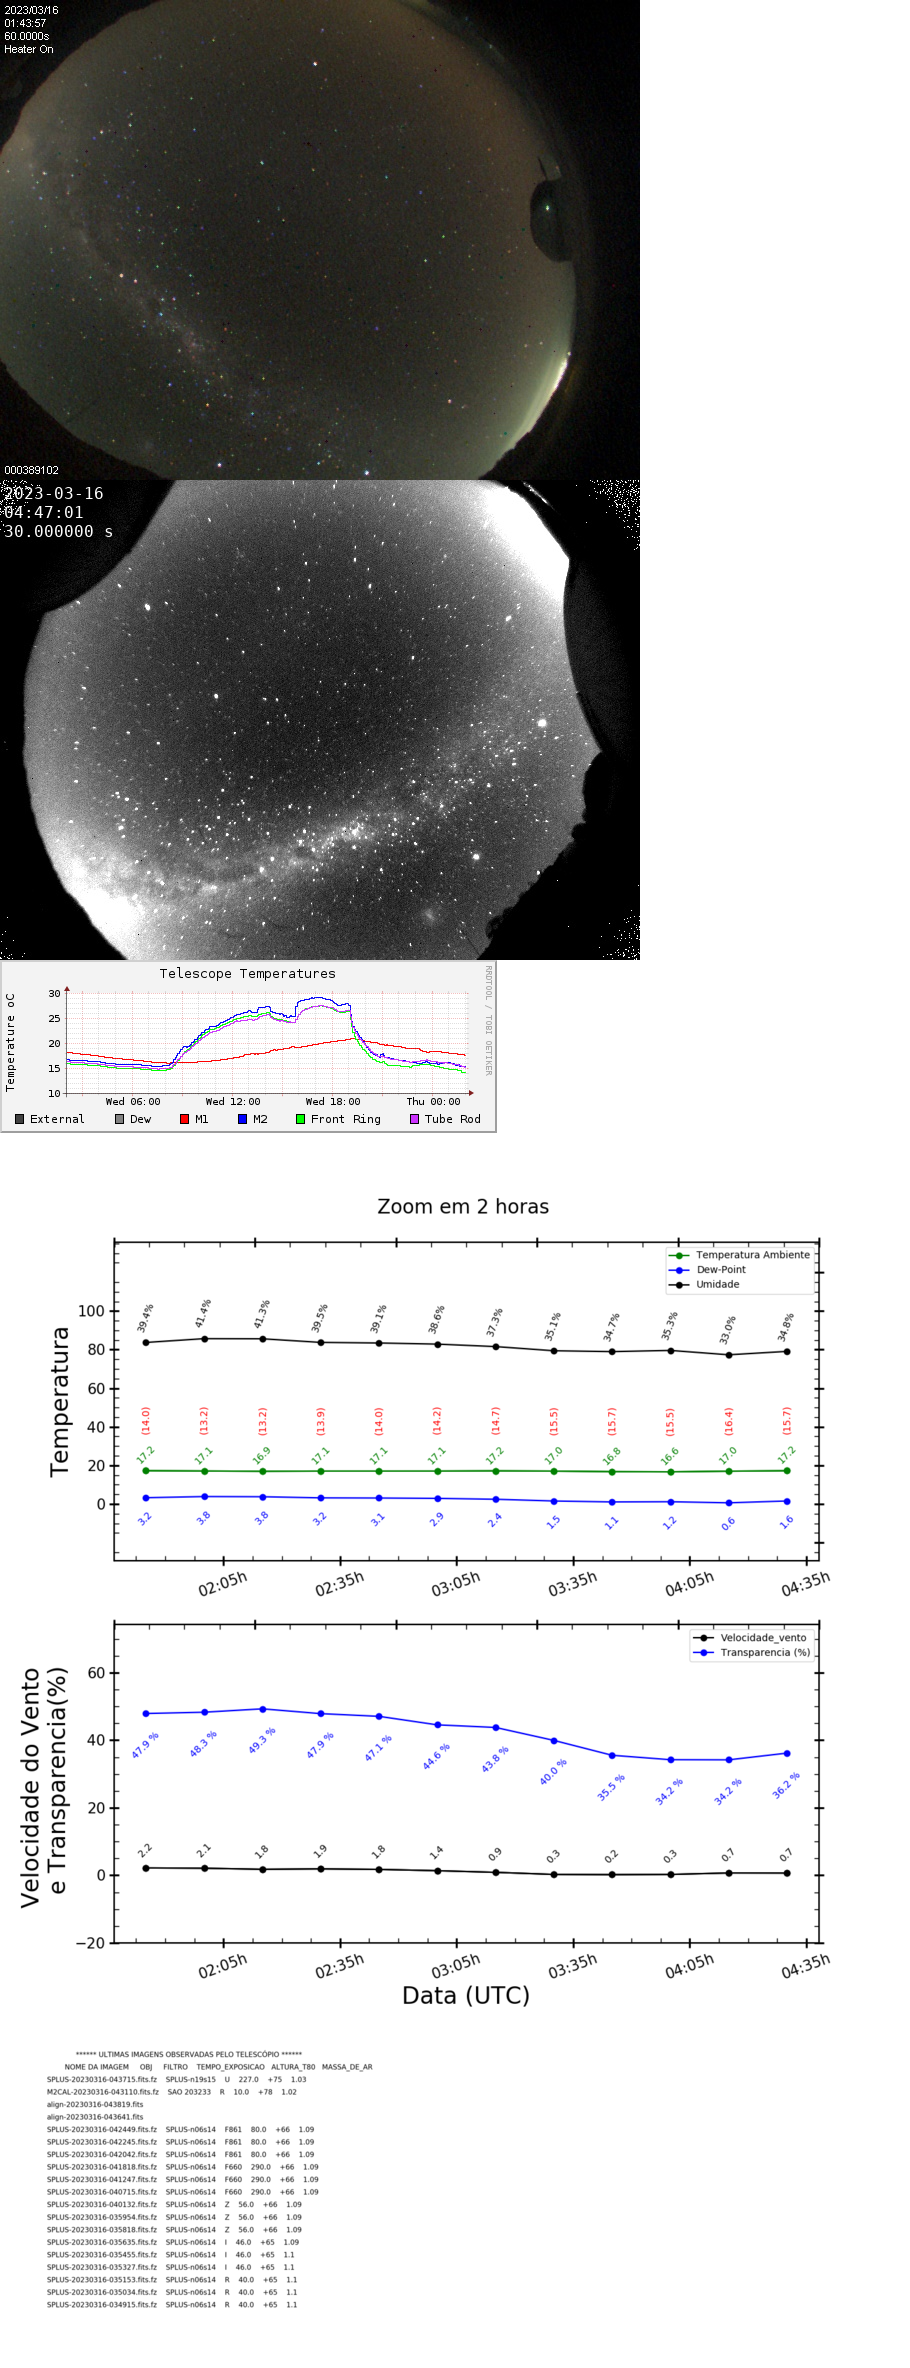 2023/03/16
01:43:57
60.0000s
Heater On
000389102
2023-03-16
04:47:01
30.000000 s
Telescope Temperatures
RRDTOOL / TOBI OETIKER
Temperature oC
30
25
20
15
10
Wed 06:00 Wed 12:00 Wed 18:00 Thu 00:00
External Dew M1 M2 Front Ring Tube Rod
Zoom em 2 horas
Temperatura Ambiente
Dew-Point
Umidade
Temperatura
100
80
60
40
20
0
39.4% 41.4% 41.3% 39.5% 39.1% 38.6% 37.3% 35.1% 34.7% 35.3% 33.0% 34.8%
(14.0) (13.2) (13.2) (13.9) (14.0) (14.2) (14.7) (15.5) (15.7) (15.5) (16.4) (15.7)
17.2 17.1 16.9 17.1 17.1 17.1 17.2 17.0 16.8 16.6 17.0 17.2
3.2 3.8 3.8 3.2 3.1 2.9 2.4 1.5 1.1 1.2 0.6 1.6
02:05h 02:35h 03:05h 03:35h 04:05h 04:35h
Velocidade_vento
Transparencia (%)
Velocidade do Vento
e Transparencia(%)
60
40
20
0
−20
47.9 % 48.3 % 49.3 % 47.9 % 47.1 % 44.6 % 43.8 % 40.0 % 35.5 % 34.2 % 34.2 % 36.2 %
2.2 2.1 1.8 1.9 1.8 1.4 0.9 0.3 0.2 0.3 0.7 0.7
02:05h 02:35h 03:05h 03:35h 04:05h 04:35h
Data (UTC)
****** ULTIMAS IMAGENS OBSERVADAS PELO TELESCÓPIO ******
NOME DA IMAGEM OBJ FILTRO TEMPO_EXPOSICAO ALTURA_T80 MASSA_DE_AR
SPLUS-20230316-043715.fits.fz SPLUS-n19s15 U 227.0 +75 1.03
M2CAL-20230316-043110.fits.fz SAO 203233 R 10.0 +78 1.02
align-20230316-043819.fits
align-20230316-043641.fits
SPLUS-20230316-042449.fits.fz SPLUS-n06s14 F861 80.0 +66 1.09
SPLUS-20230316-042245.fits.fz SPLUS-n06s14 F861 80.0 +66 1.09
SPLUS-20230316-042042.fits.fz SPLUS-n06s14 F861 80.0 +66 1.09
SPLUS-20230316-041818.fits.fz SPLUS-n06s14 F660 290.0 +66 1.09
SPLUS-20230316-041247.fits.fz SPLUS-n06s14 F660 290.0 +66 1.09
SPLUS-20230316-040715.fits.fz SPLUS-n06s14 F660 290.0 +66 1.09
SPLUS-20230316-040132.fits.fz SPLUS-n06s14 Z 56.0 +66 1.09
SPLUS-20230316-035954.fits.fz SPLUS-n06s14 Z 56.0 +66 1.09
SPLUS-20230316-035818.fits.fz SPLUS-n06s14 Z 56.0 +66 1.09
SPLUS-20230316-035635.fits.fz SPLUS-n06s14 I 46.0 +65 1.09
SPLUS-20230316-035455.fits.fz SPLUS-n06s14 I 46.0 +65 1.1
SPLUS-20230316-035327.fits.fz SPLUS-n06s14 I 46.0 +65 1.1
SPLUS-20230316-035153.fits.fz SPLUS-n06s14 R 40.0 +65 1.1
SPLUS-20230316-035034.fits.fz SPLUS-n06s14 R 40.0 +65 1.1
SPLUS-20230316-034915.fits.fz SPLUS-n06s14 R 40.0 +65 1.1